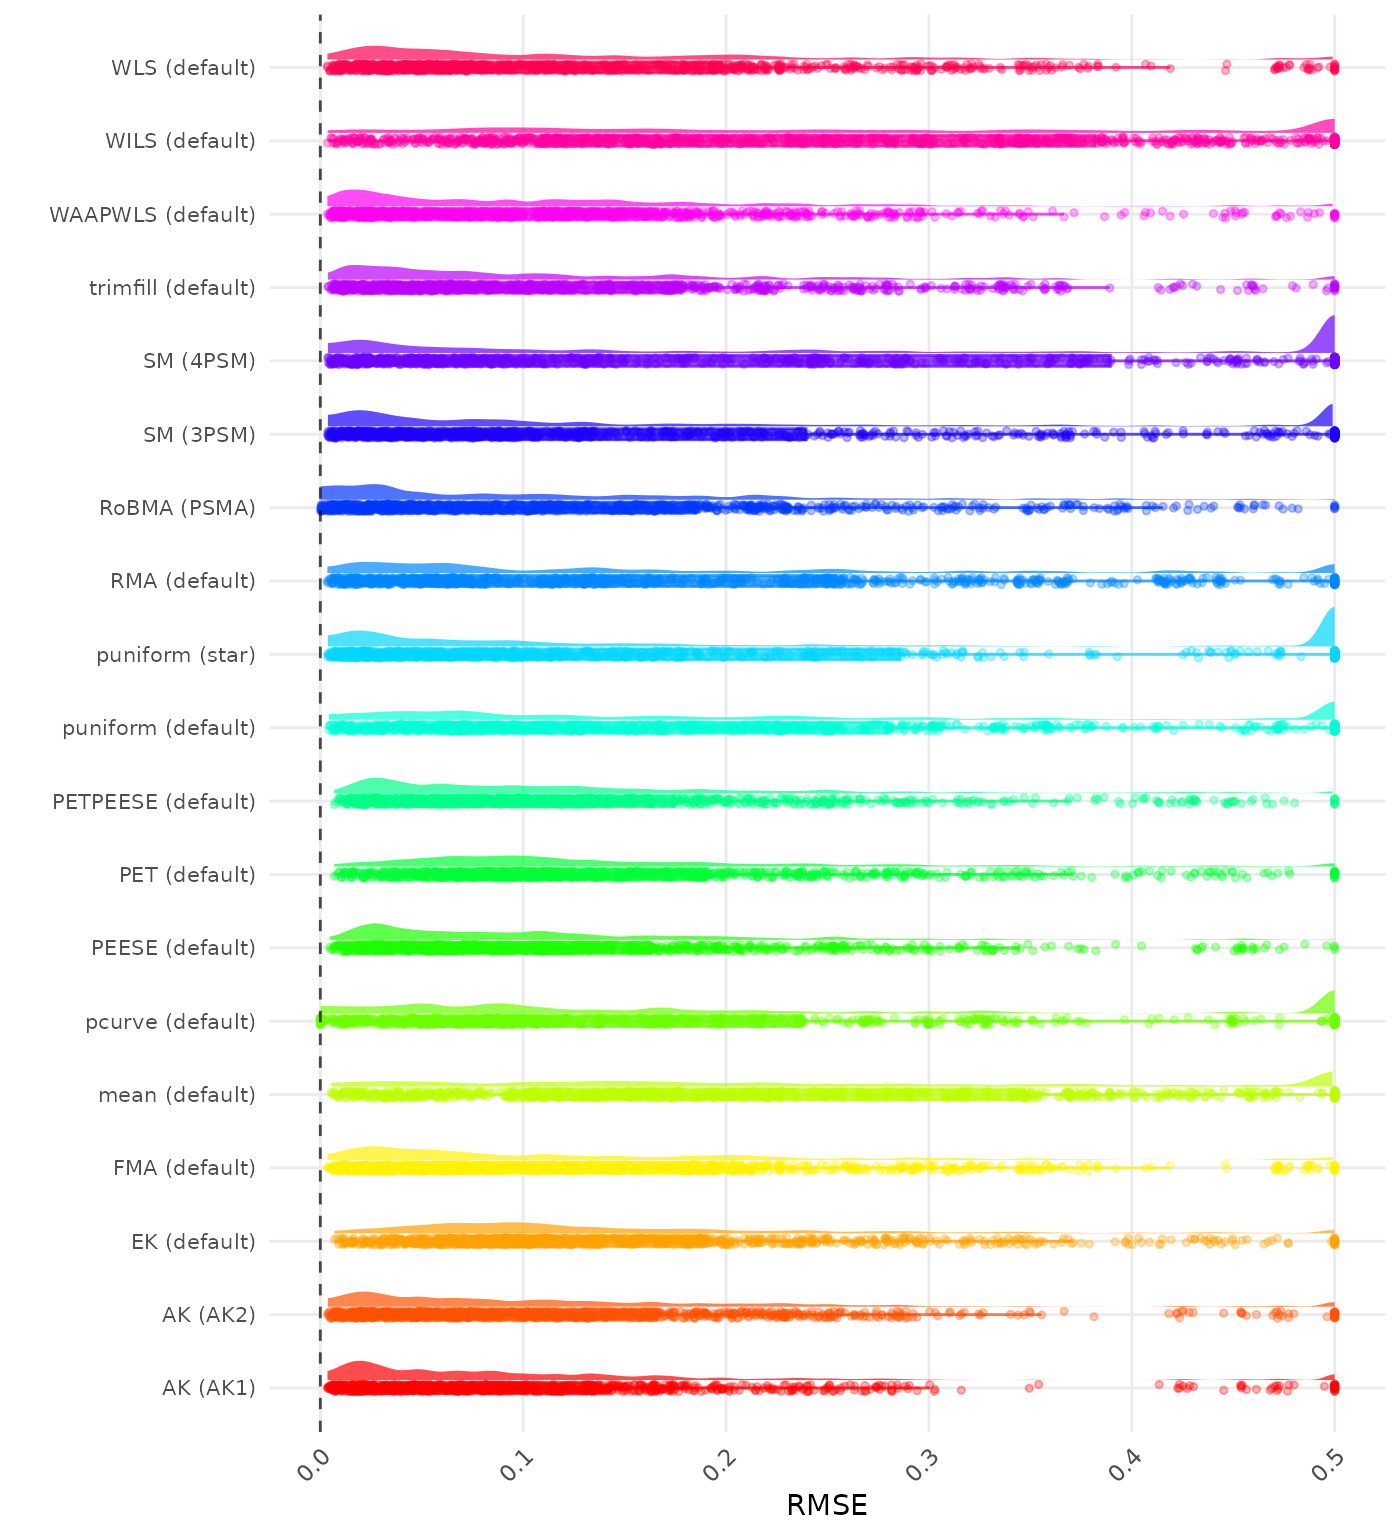 WLS (default)
WILS (default)
WAAPWLS (default)
trimfill (default)
SM (4PSM)
SM (3PSM)
RoBMA (PSMA)
RMA (default)
puniform (star)
puniform (default)
PETPEESE (default)
PET (default)
PEESE (default)
pcurve (default)
mean (default)
FMA (default)
EK (default)
AK (AK2)
AK (AK1)
0.0 0.1 0.2 0.3 0.4 0.5
RMSE